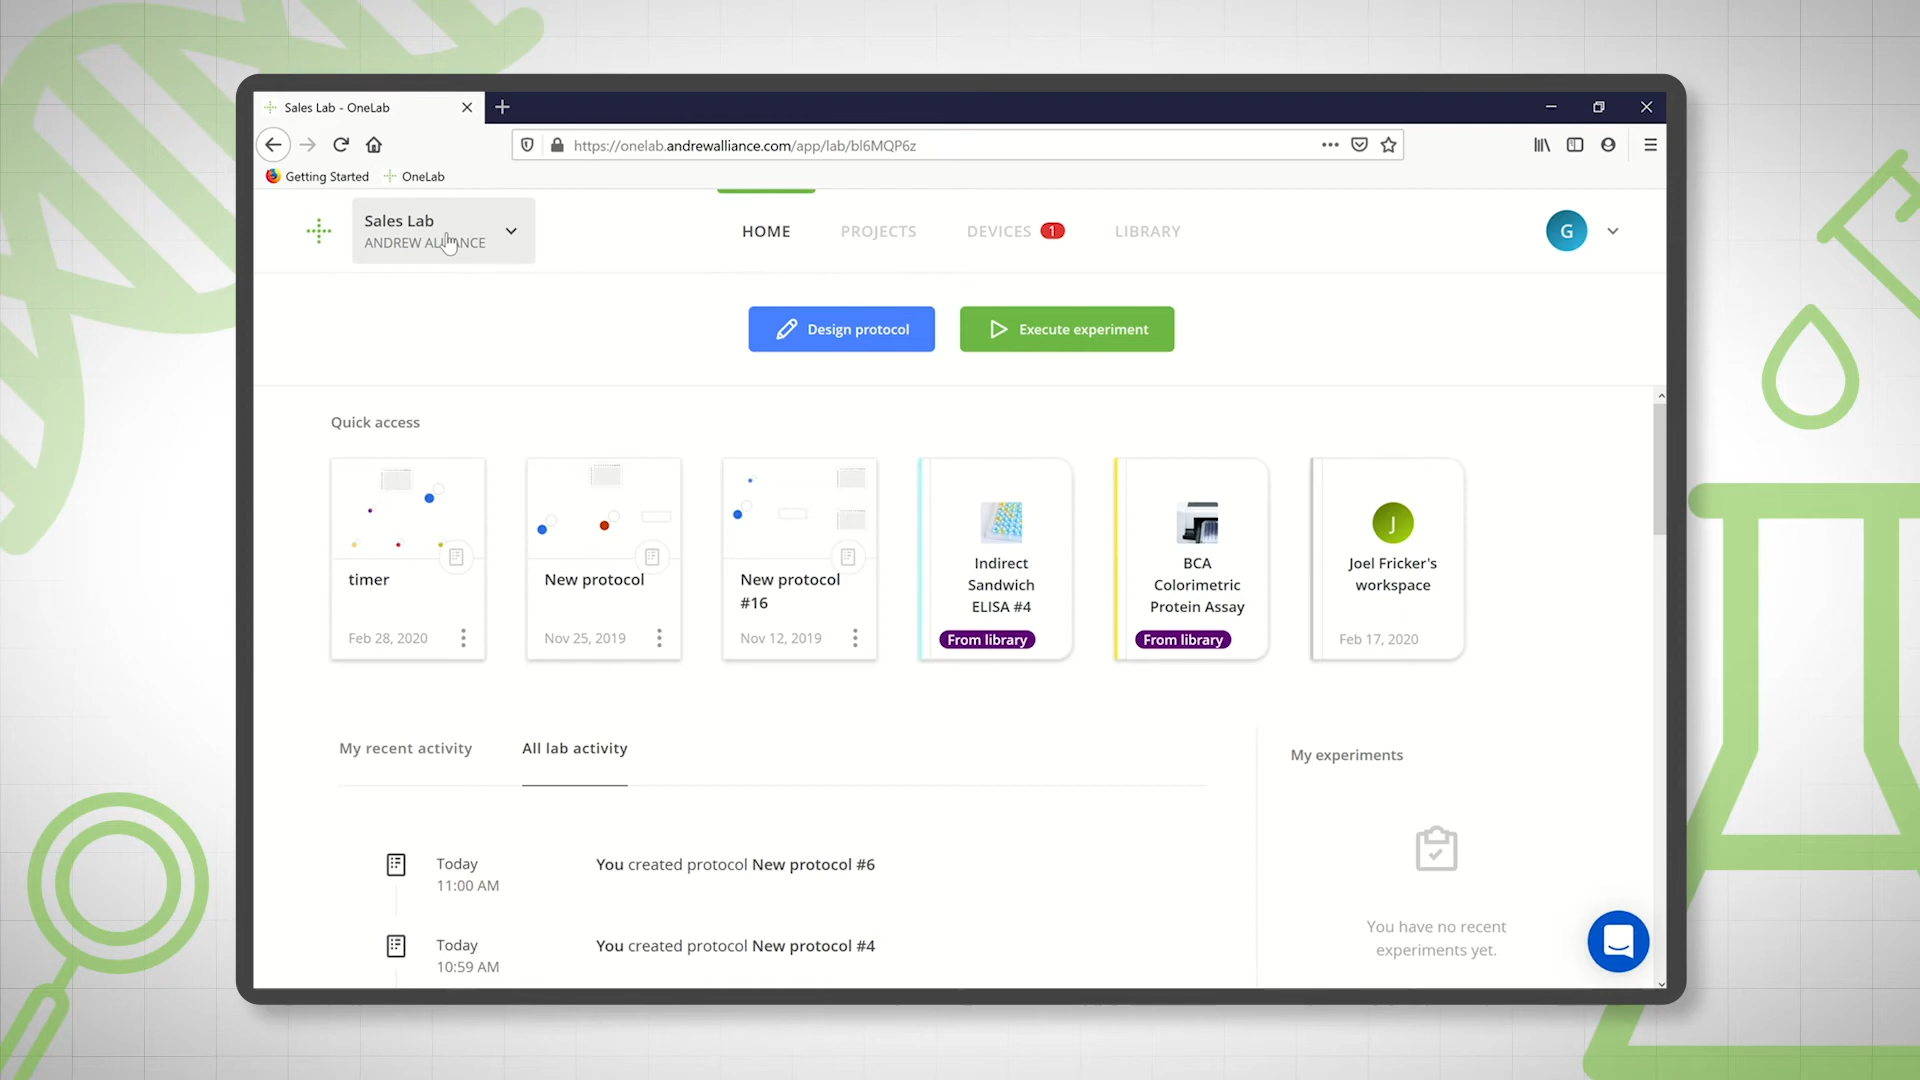 Sales Lab - OneLab
https://onelab.andrewalliance.com/app/lab/bl6MQP6z
Getting Started
OneLab
Sales Lab
ANDREW ALLIANCE
HOME
PROJECTS
DEVICES 1
LIBRARY
G
Design protocol
Execute experiment
Quick access
timer
Feb 28, 2020
New protocol
Nov 25, 2019
New protocol
#16
Nov 12, 2019
Indirect
Sandwich
ELISA #4
From library
BCA
Colorimetric
Protein Assay
From library
J
Joel Fricker's
workspace
Feb 17, 2020
My recent activity
All lab activity
My experiments
Today
11:00 AM
You created protocol New protocol #6
Today
10:59 AM
You created protocol New protocol #4
You have no recent
experiments yet.